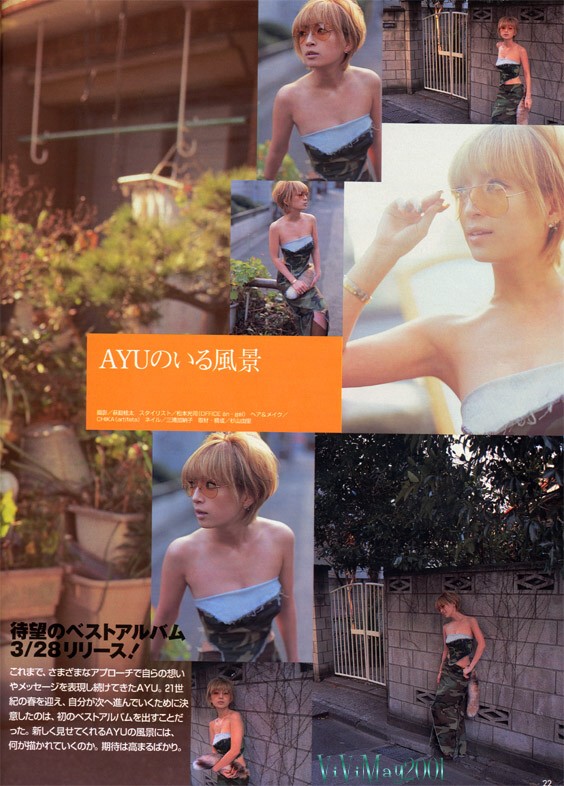 AYUのいる風景
待望のベストアルバム
3/28リリース!
これまで、さまざまなアプローチで自らの想い
やメッセージを表現し続けてきたAYU。21世
紀の春を迎え、自分が次へ進んでいくために決
意したのは、初のベストアルバムを出すことだ
った。新しく見せてくれるAYUの風景には、
何が描かれていくのか。期待は高まるばかり。
ViViMay2001
22